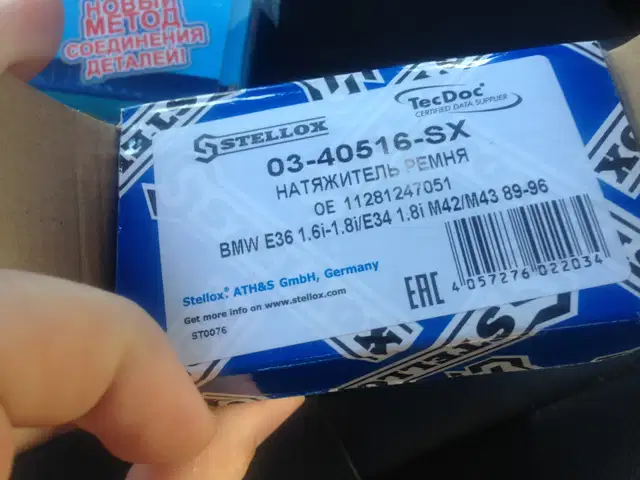 НОВЫЙ
МЕТОД
СОЕДИНЕНИЯ
ДЕТАЛЕЙ!
TecDoc
CERTIFIED DATA SUPPLIER
STELLOX
03-40516-SX
НАТЯЖИТЕЛЬ РЕМНЯ
OE 11281247051
BMW E36 1.6i-1.8i/E34 1.8i M42/M43 89-96
Stellox® ATH&S GmbH, Germany
Get more info on www.stellox.com
ST0076
EAC
4 057276 022034